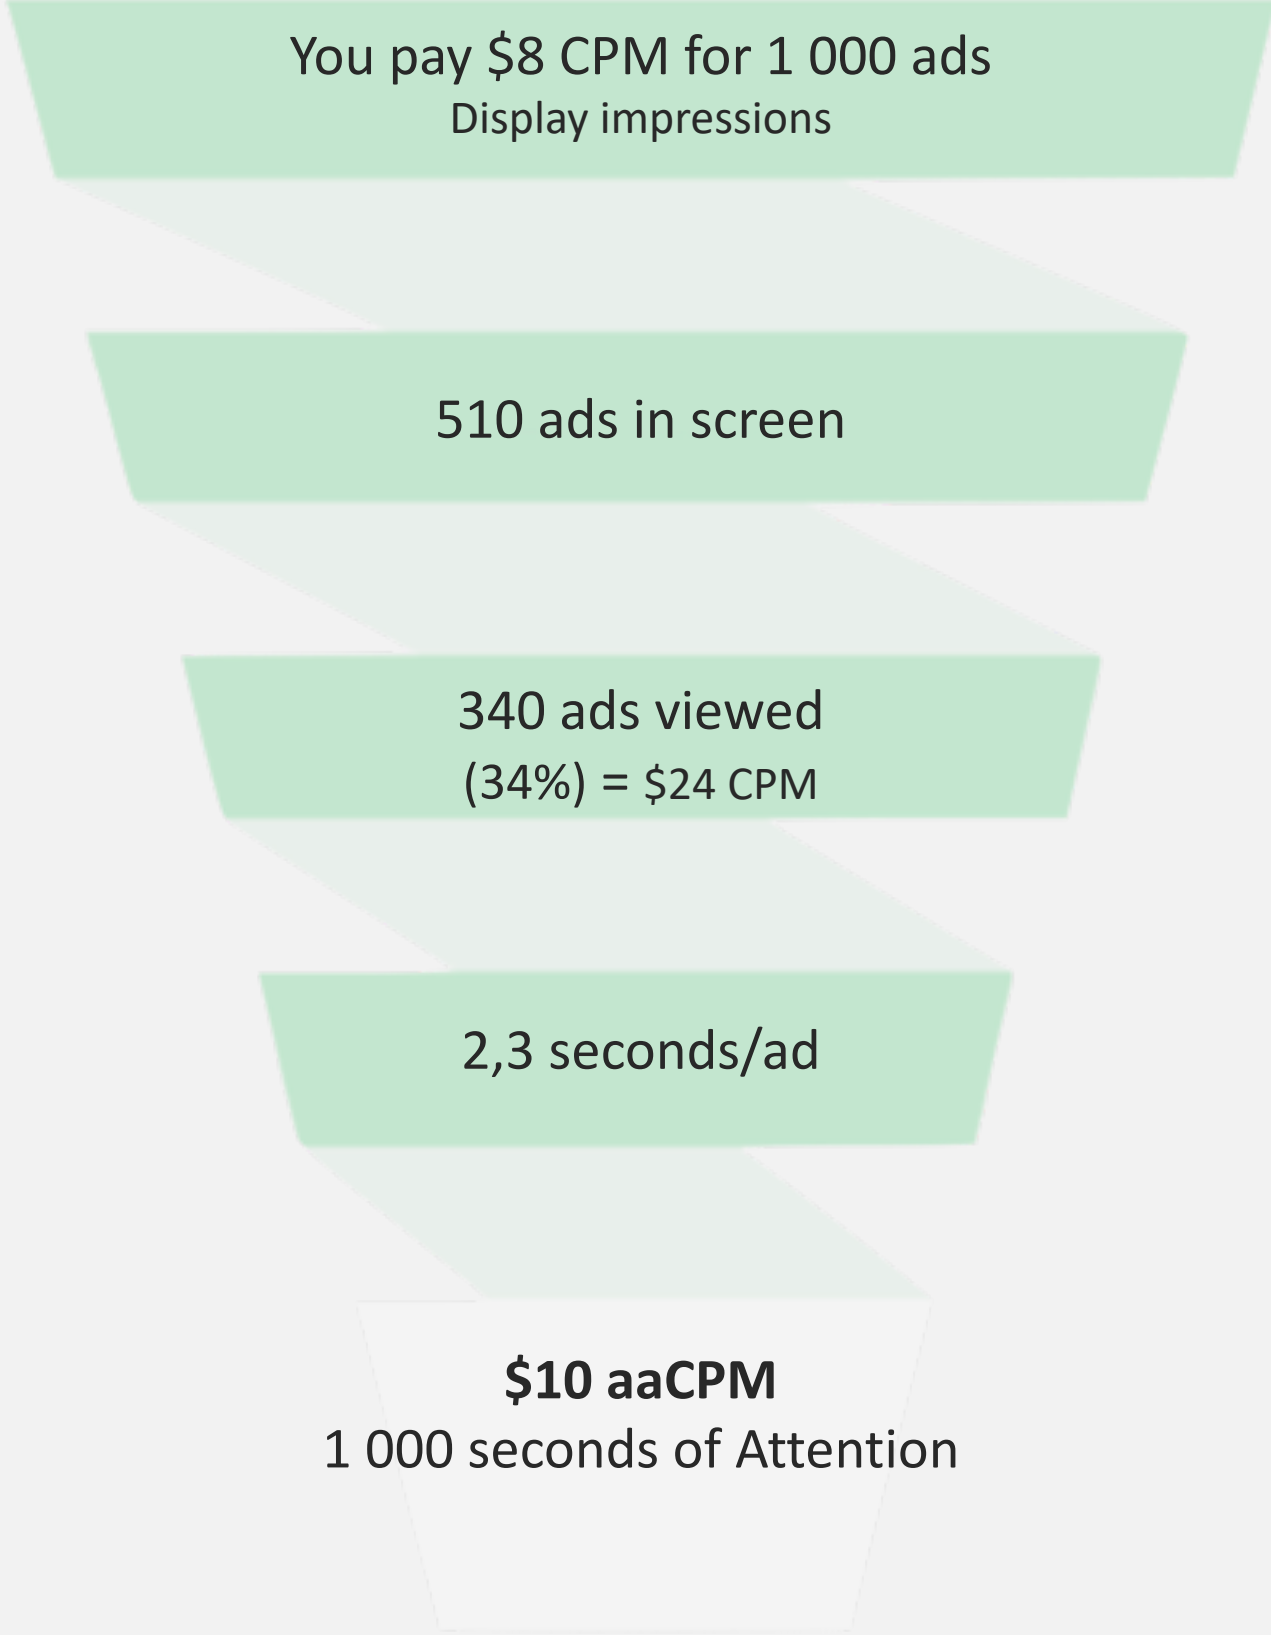 You pay $8 CPM for 1 000 ads
Display impressions
510 ads in screen
340 ads viewed
(34%) = $24 CPM
2,3 seconds/ad
$10 aaCPM
1 000 seconds of Attention